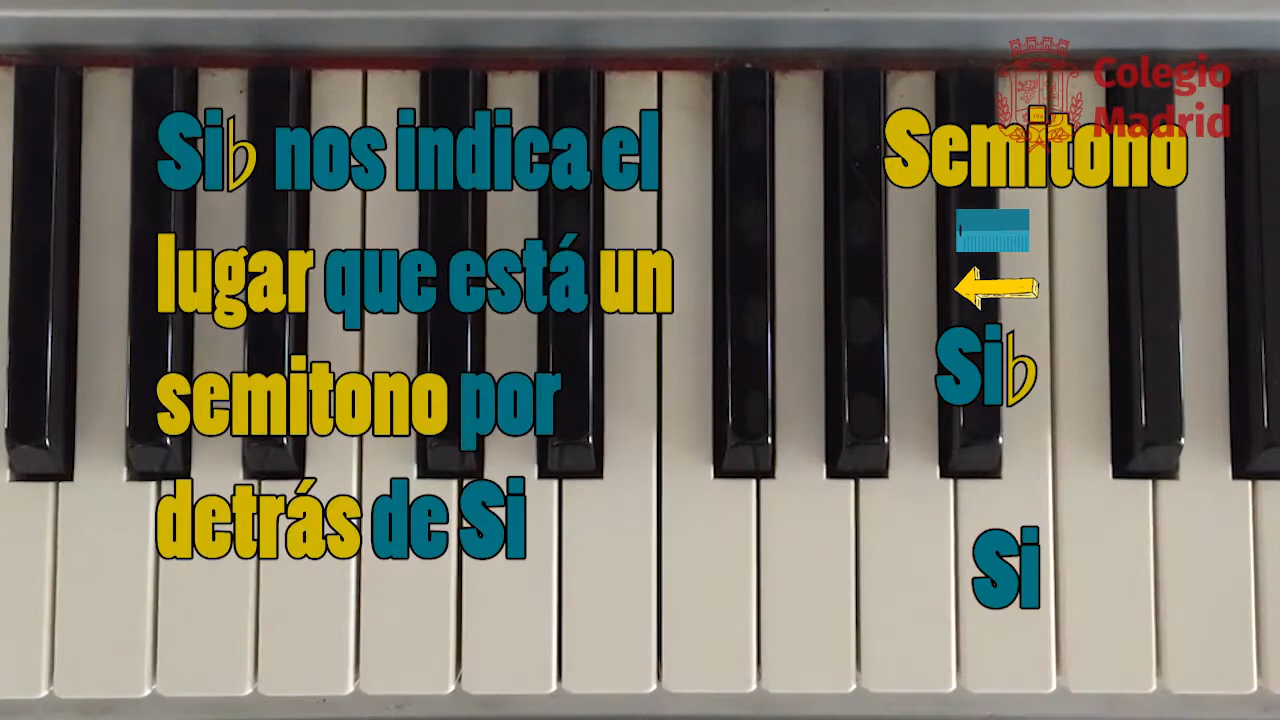 Si♭ nos indica el
lugar que está un
semitono por
detrás de Si
Colegio
Madrid
Semitono
Si♭
Si